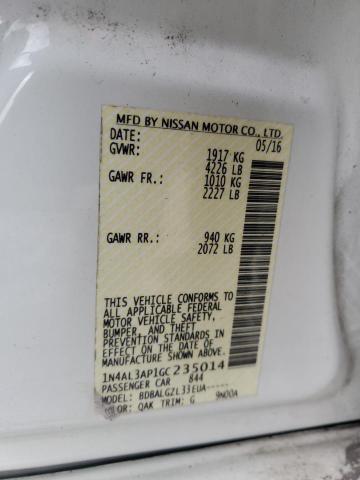 MFD BY NISSAN MOTOR CO., LTD.
DATE: 05/16
GVWR: 1917 KG
4226 LB
GAWR FR.: 1010 KG
2227 LB
GAWR RR.: 940 KG
2072 LB
THIS VEHICLE CONFORMS TO
ALL APPLICABLE FEDERAL
MOTOR VEHICLE SAFETY,
BUMPER, AND THEFT
PREVENTION STANDARDS IN
EFFECT ON THE DATE OF
MANUFACTURE SHOWN ABOVE.
1N4AL3AP1GC235014
PASSENGER CAR 844
MODEL: BDBALGZL33EUA-----
COLOR: QAK TRIM: G 9N00A